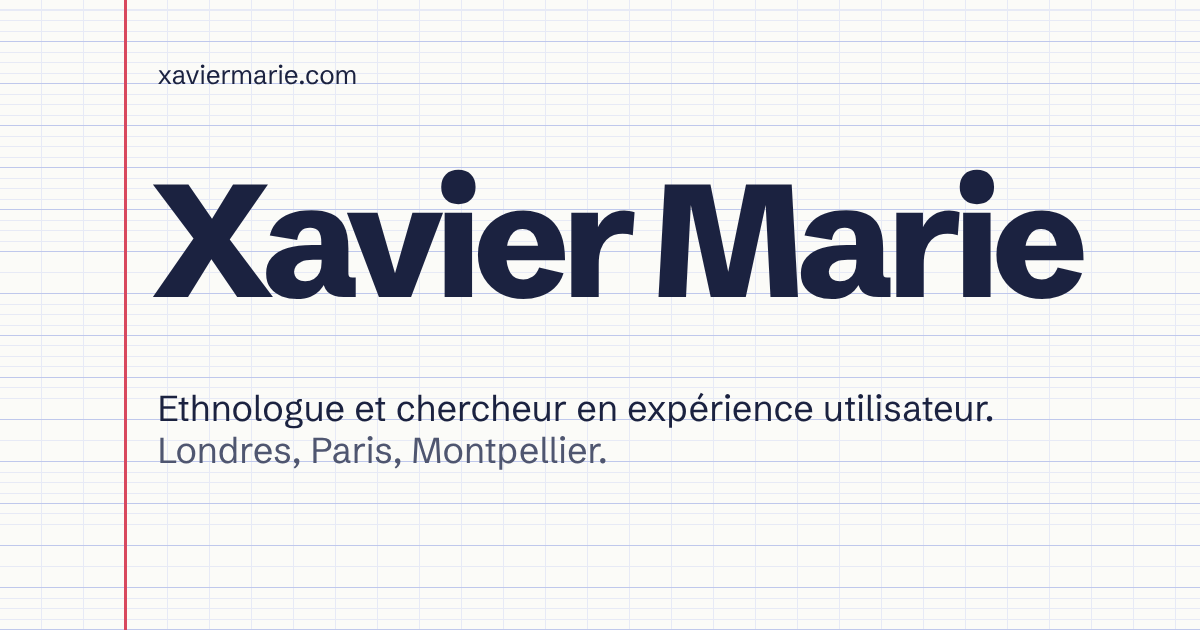 xaviermarie.com
Xavier Marie
Ethnologue et chercheur en expérience utilisateur.
Londres, Paris, Montpellier.